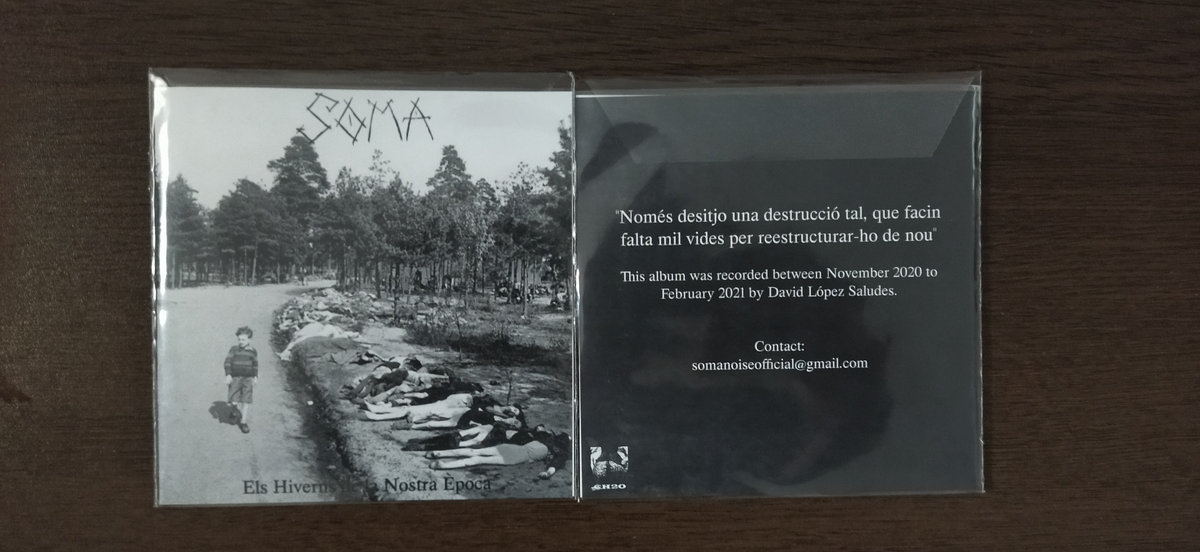 SOMA
Els Hiverns de la Nostra Època
"Només desitjo una destrucció tal, que facin
falta mil vides per reestructurar-ho de nou"
This album was recorded between November 2020 to
February 2021 by David López Saludes.
Contact:
somanoiseofficial@gmail.com